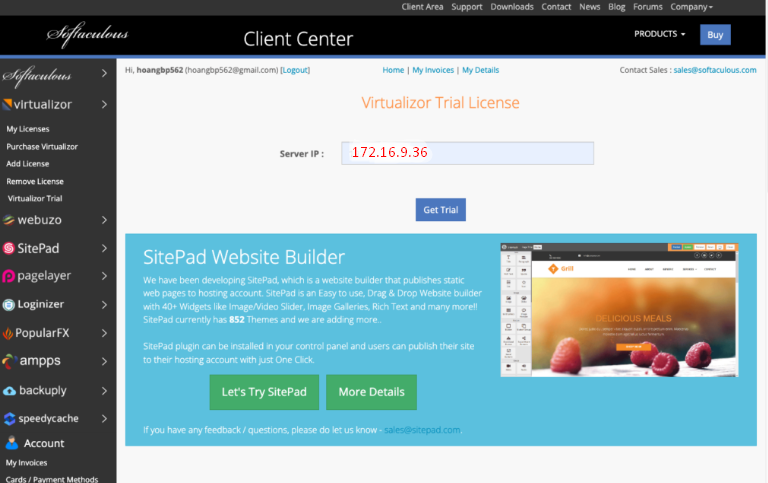 Client Area Support Downloads Contact News Blog Forums Company
Softaculous
Client Center
PRODUCTS
Buy
Softaculous
Hi, hoangbp562 (hoangbp562@gmail.com) [Logout]
Home | My Invoices | My Details
Contact Sales : sales@softaculous.com
virtualizor
My Licenses
Purchase Virtualizor
Add License
Remove License
Virtualizor Trial
webuzo
SitePad
pagelayer
Loginizer
PopularFX
ampps
backuply
speedycache
Account
My Invoices
Cards / Payment Methods
Virtualizor Trial License
Server IP :
172.16.9.36
Get Trial
SitePad Website Builder
We have been developing SitePad, which is a website builder that publishes static
web pages to hosting account. SitePad is an Easy to use, Drag & Drop Website builder
with 40+ Widgets like Image/Video Slider, Image Galleries, Rich Text and many more!!
SitePad currently has 852 Themes and we are adding more..
SitePad plugin can be installed in your control panel and users can publish their site
to their hosting account with just One Click.
Let's Try SitePad
More Details
If you have any feedback / questions, please do let us know - sales@sitepad.com.
Grill
HOME ABOUT CONTACT
DELICIOUS MEALS